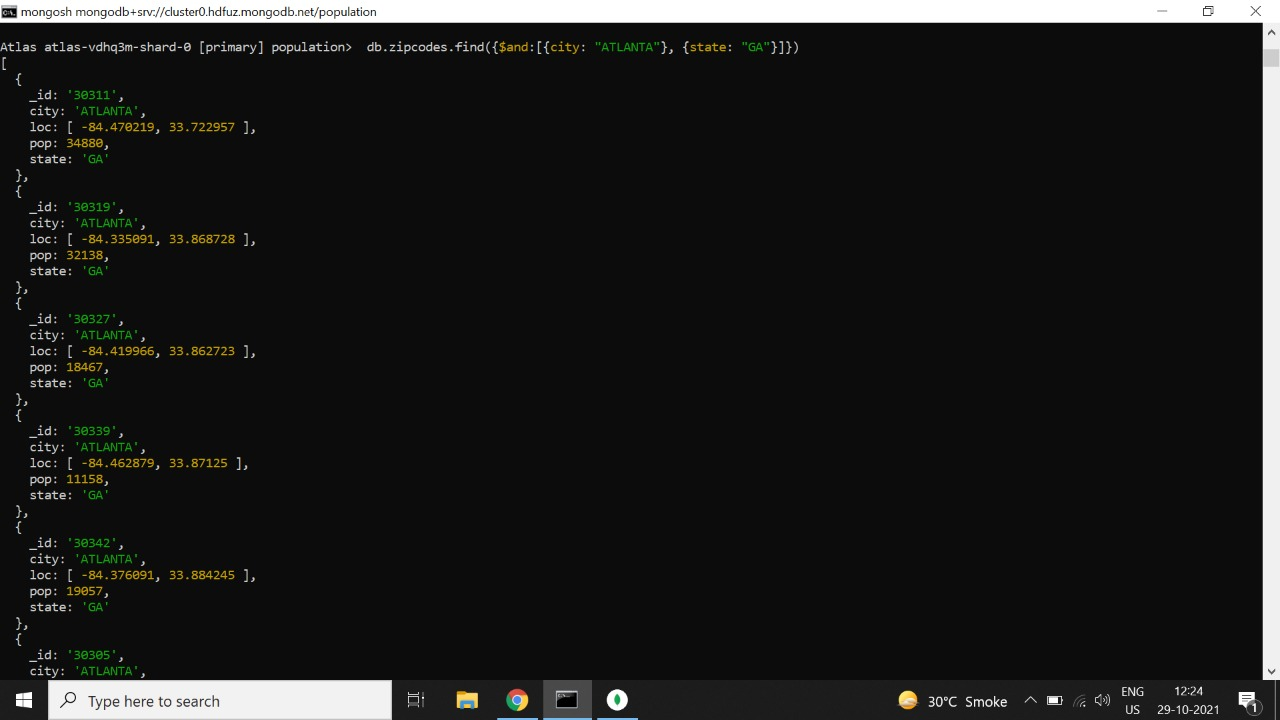 mongosh mongodb+srv://cluster0.hdfuz.mongodb.net/population
Atlas atlas-vdhq3m-shard-0 [primary] population>  db.zipcodes.find({$and:[{city: "ATLANTA"}, {state: "GA"}]})
[
  {
    _id: '30311',
    city: 'ATLANTA',
    loc: [ -84.470219, 33.722957 ],
    pop: 34880,
    state: 'GA'
  },
  {
    _id: '30319',
    city: 'ATLANTA',
    loc: [ -84.335091, 33.868728 ],
    pop: 32138,
    state: 'GA'
  },
  {
    _id: '30327',
    city: 'ATLANTA',
    loc: [ -84.419966, 33.862723 ],
    pop: 18467,
    state: 'GA'
  },
  {
    _id: '30339',
    city: 'ATLANTA',
    loc: [ -84.462879, 33.87125 ],
    pop: 11158,
    state: 'GA'
  },
  {
    _id: '30342',
    city: 'ATLANTA',
    loc: [ -84.376091, 33.884245 ],
    pop: 19057,
    state: 'GA'
  },
  {
    _id: '30305',
    city: 'ATLANTA',
Type here to search
30°C Smoke
ENG
US
12:24
29-10-2021
1